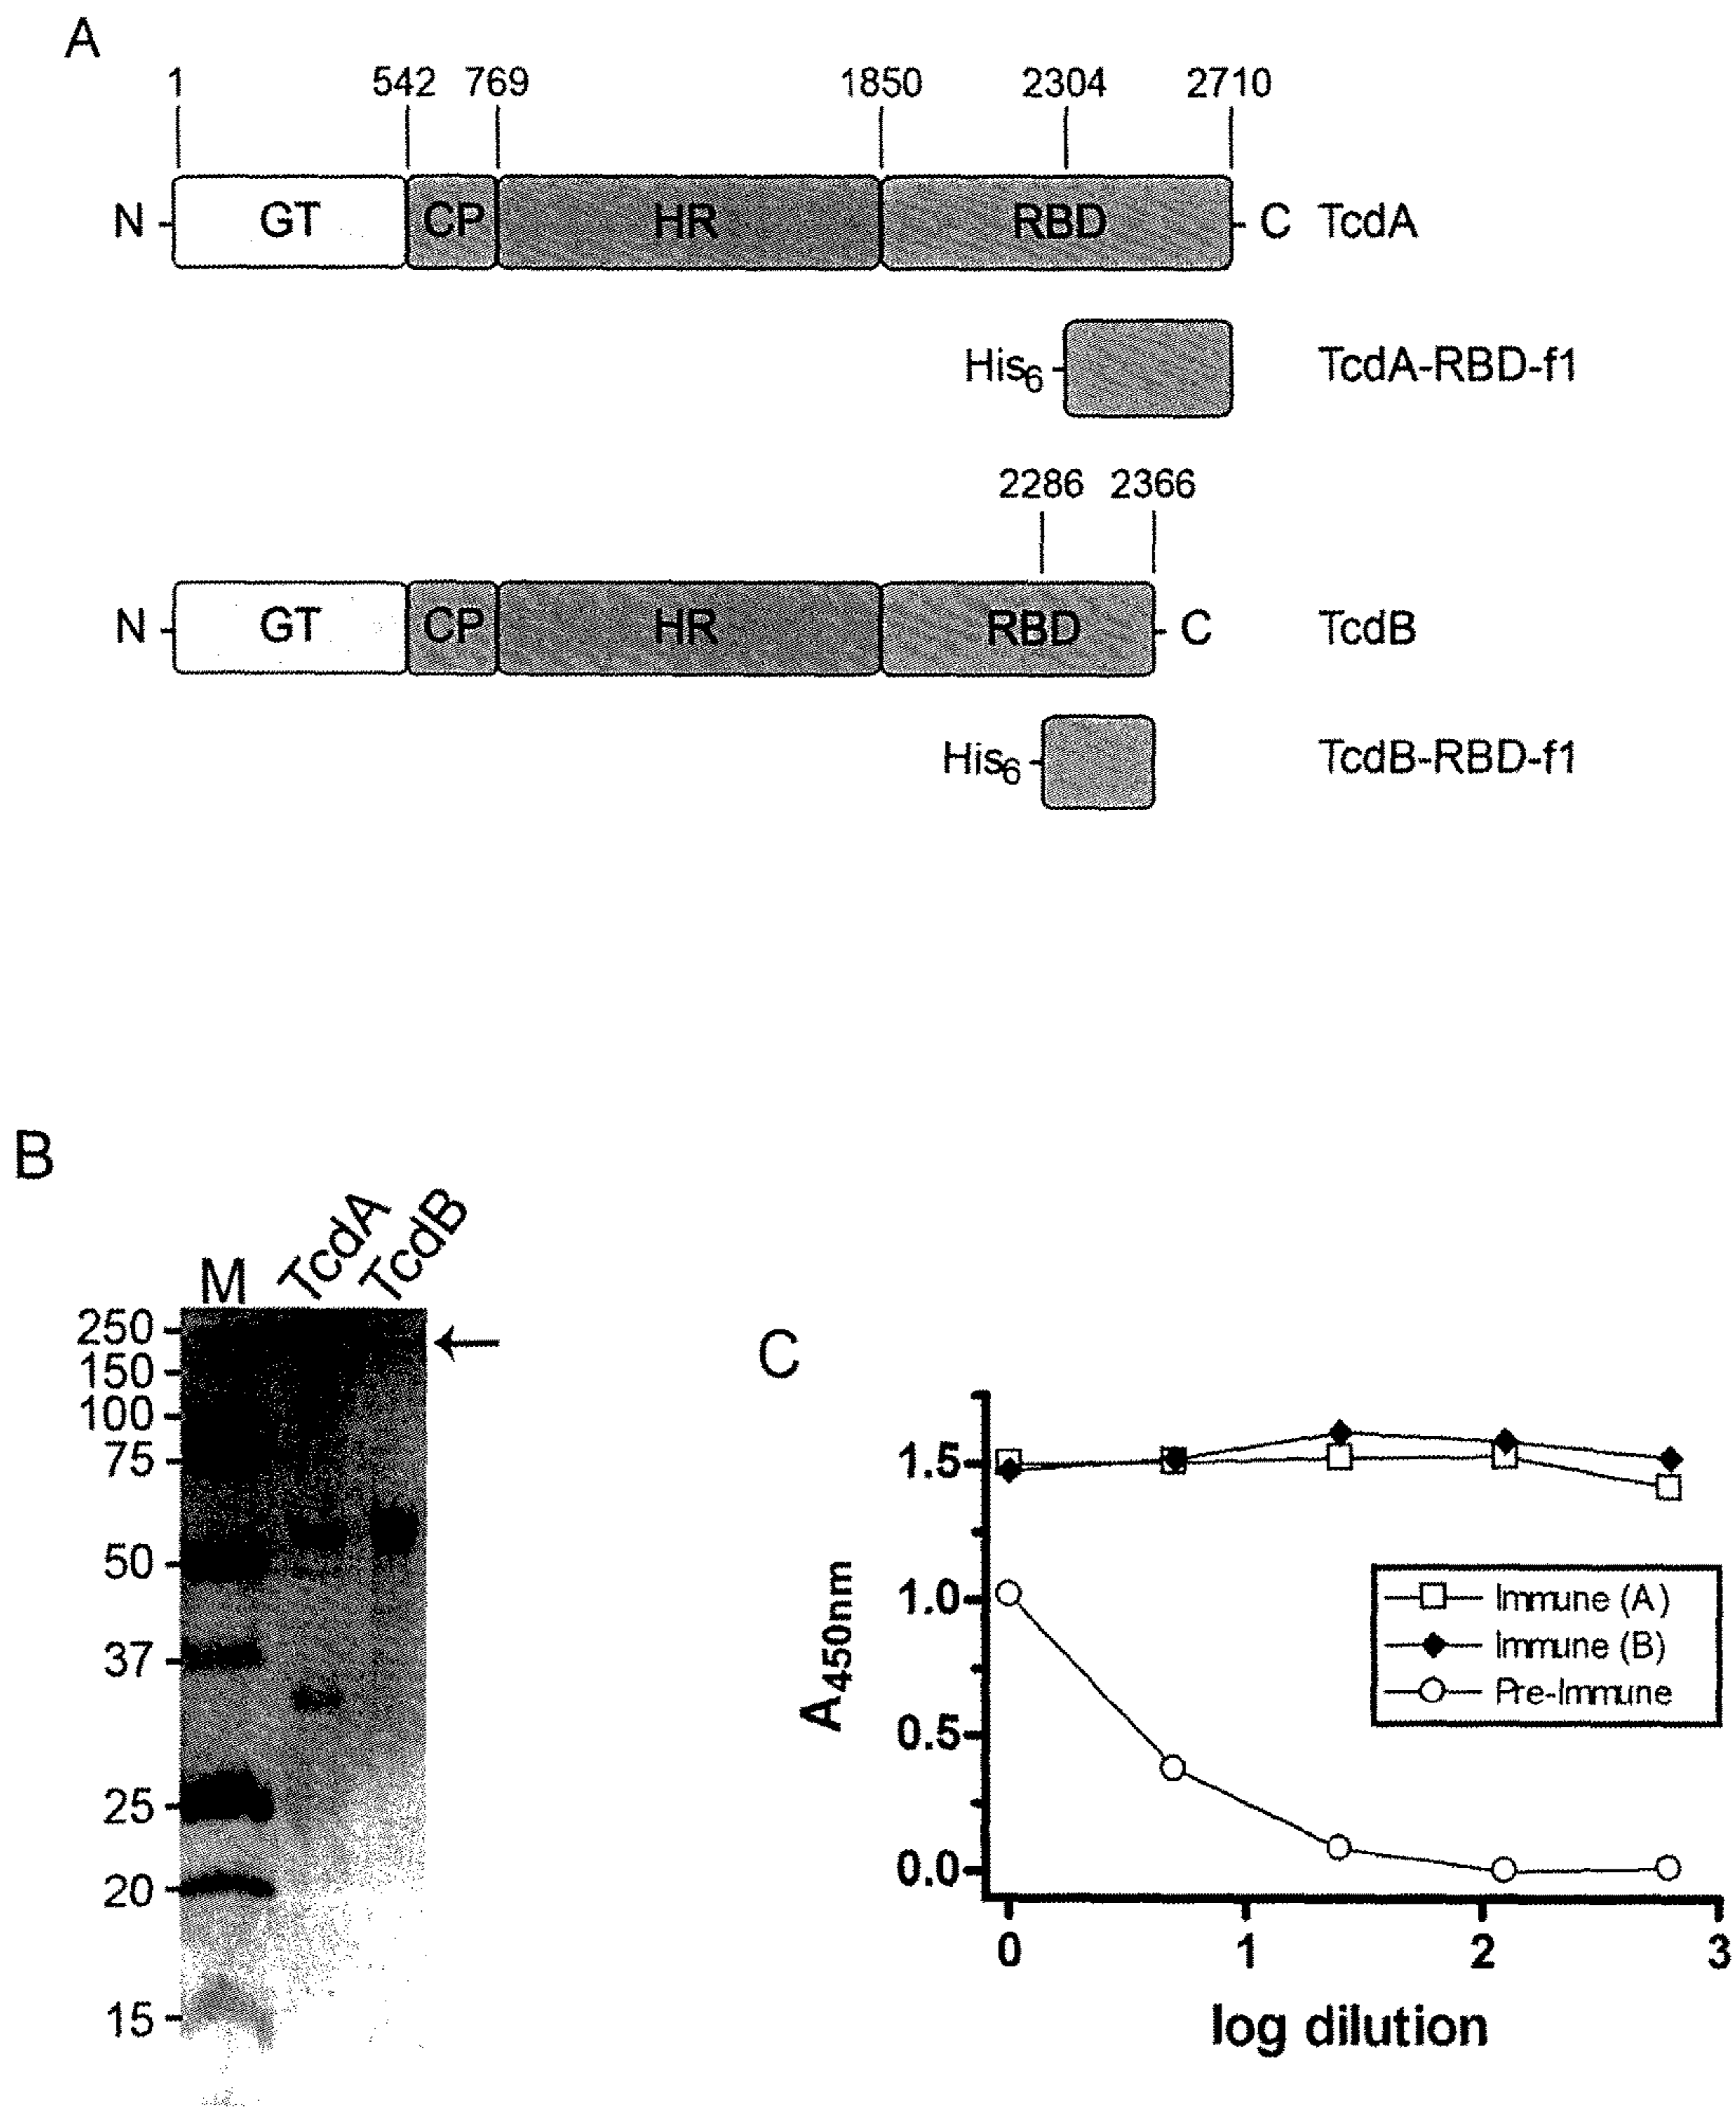 A
1 542 769 1850 2304 2710
N GT CP HR RBD C TcdA
His6 TcdA-RBD-f1
2286 2366
N GT CP HR RBD C TcdB
His6 TcdB-RBD-f1
B
M TcdA TcdB
250
150
100
75
50
37
25
20
15
C
A450nm
1.5
1.0
0.5
0.0
Immune (A)
Immune (B)
Pre-Immune
0 1 2 3
log dilution